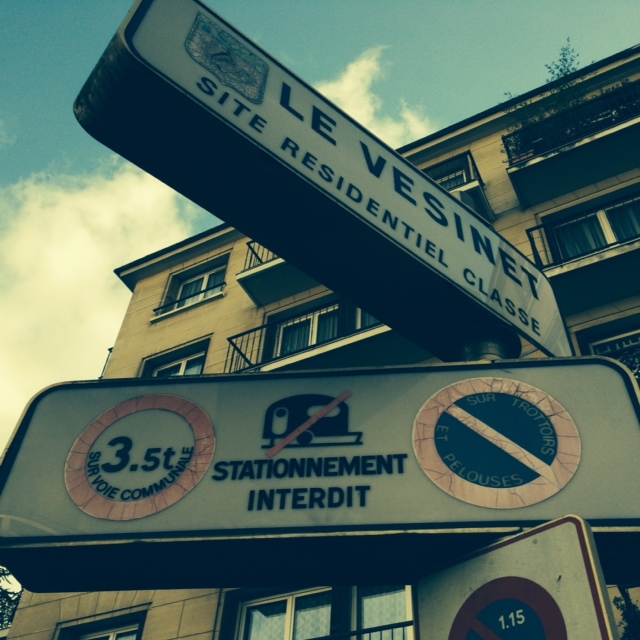 LE VESINET
SITE RESIDENTIEL CLASSE
3.5t
SUR VOIE COMMUNALE
STATIONNEMENT
INTERDIT
SUR TROTTOIRS
ET PELOUSES
1.15